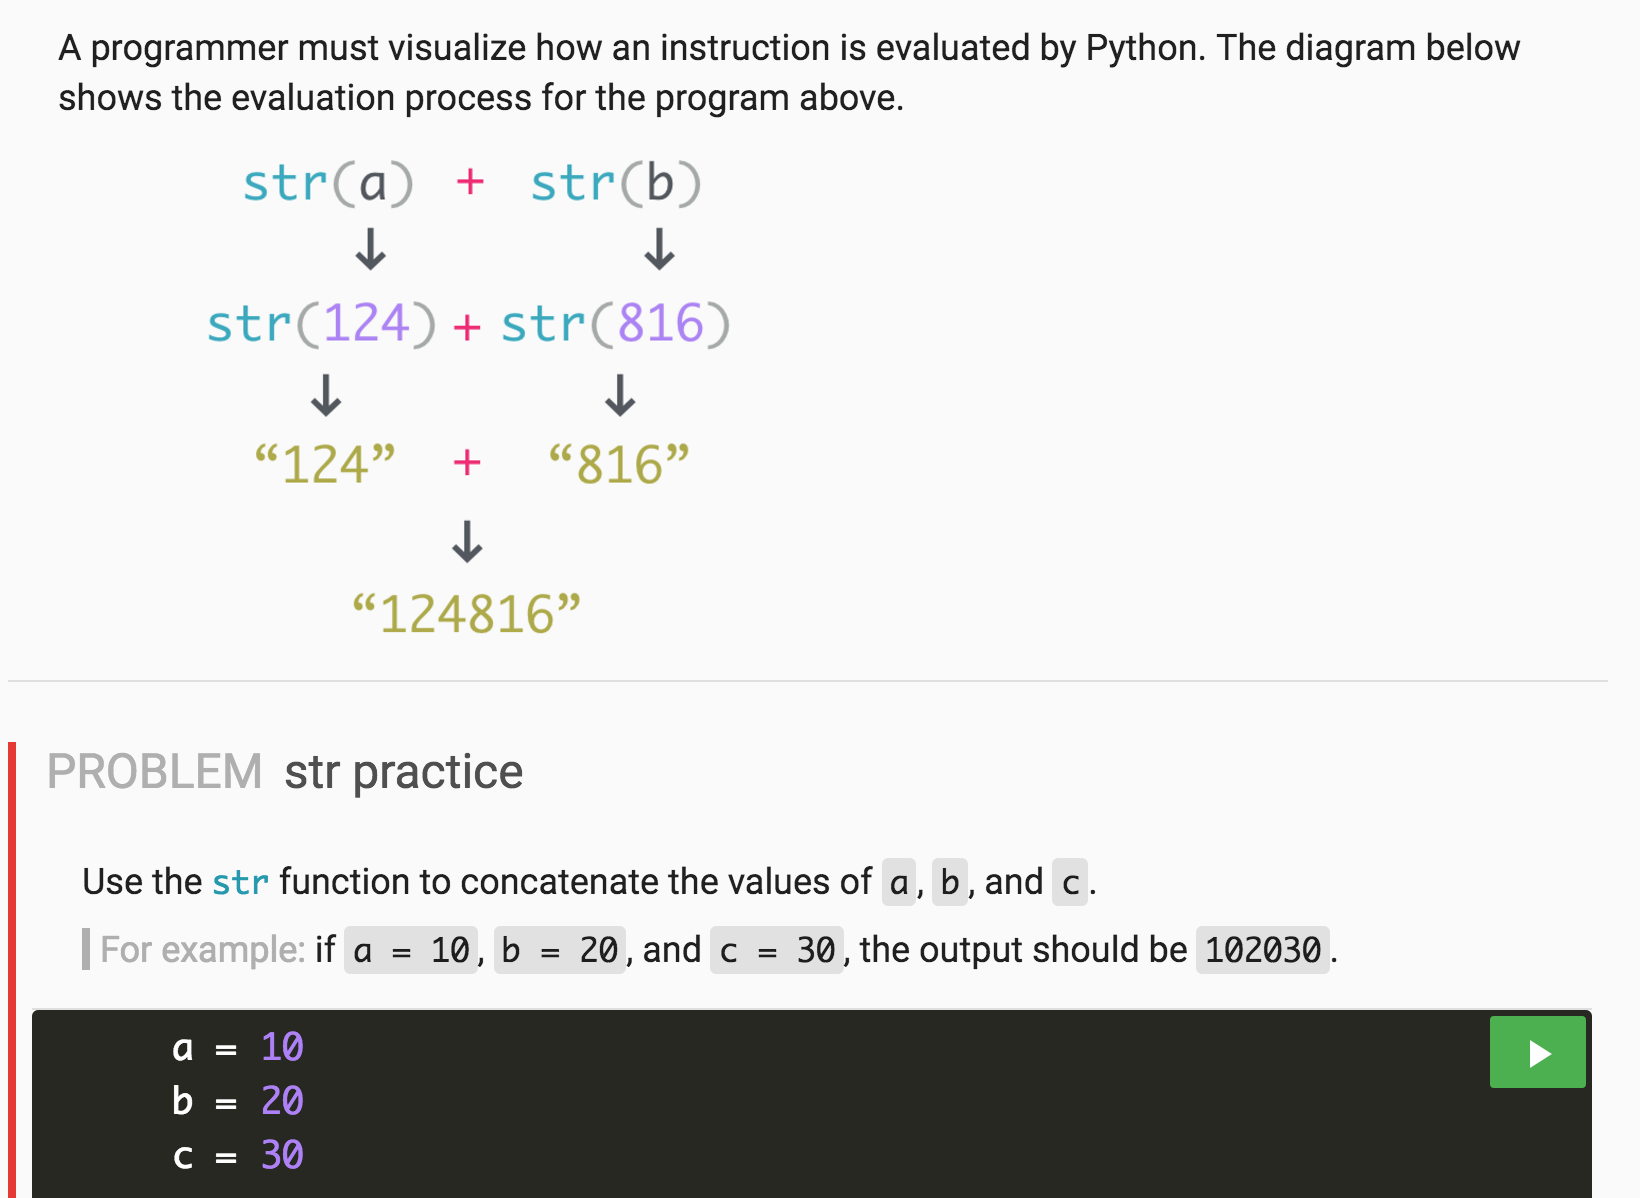 A programmer must visualize how an instruction is evaluated by Python. The diagram below
shows the evaluation process for the program above.
str(a) + str(b)
↓ ↓
str(124) + str(816)
↓ ↓
“124” + “816”
↓
“124816”
PROBLEM str practice
Use the str function to concatenate the values of a, b, and c.
For example: if a = 10, b = 20, and c = 30, the output should be 102030.
a = 10
b = 20
c = 30